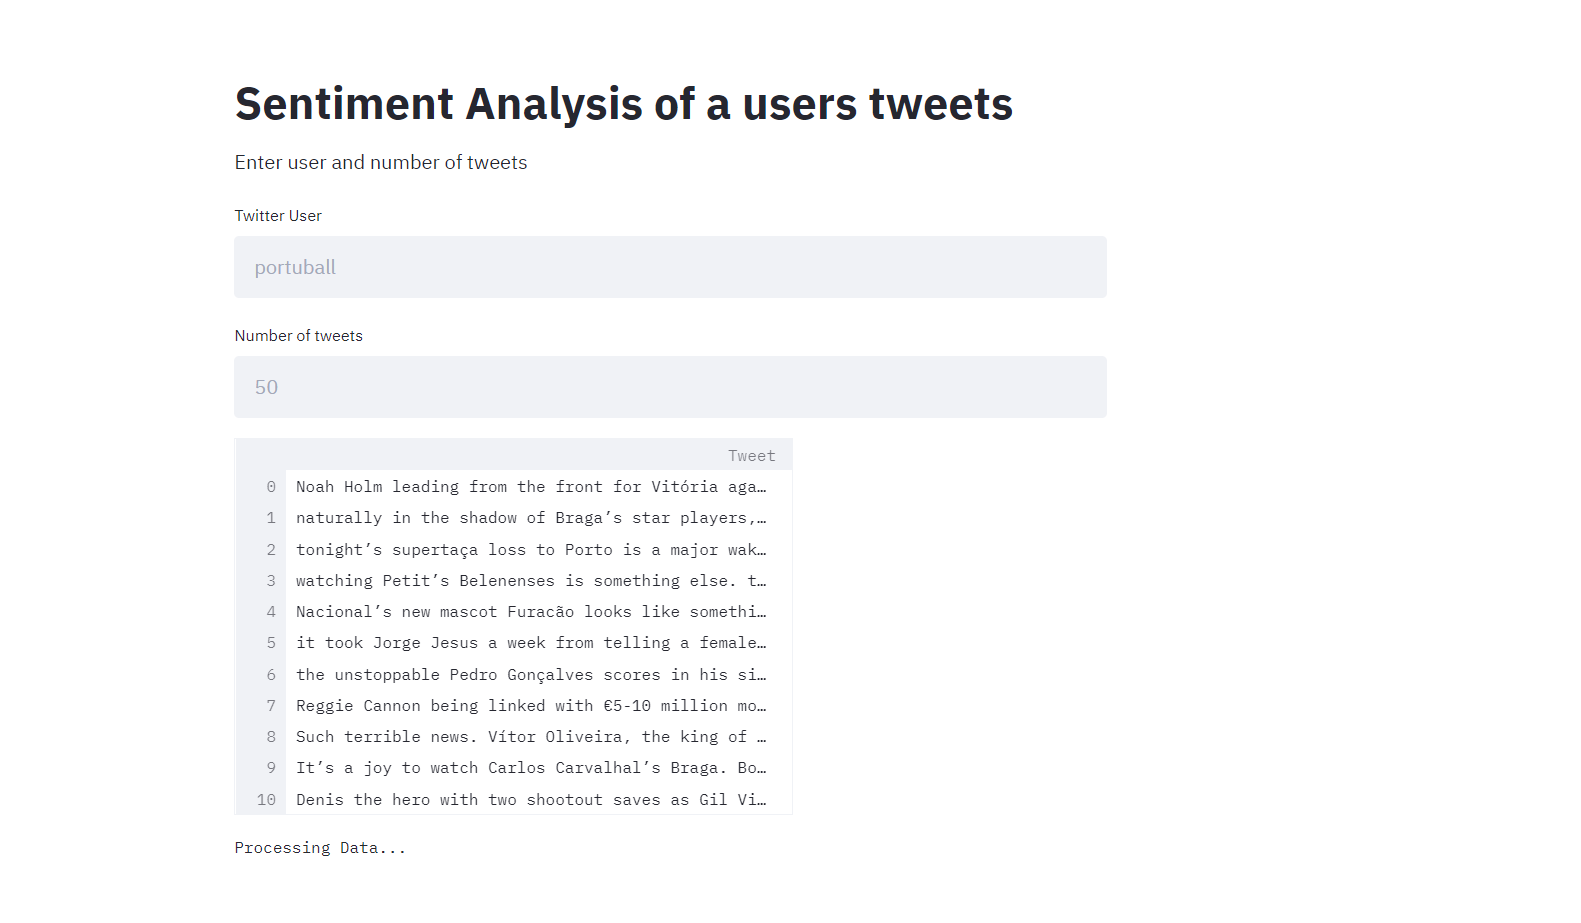 Sentiment Analysis of a users tweets
Enter user and number of tweets
Twitter User
portuball
Number of tweets
50
Tweet
0 Noah Holm leading from the front for Vitória aga…
1 naturally in the shadow of Braga’s star players,…
2 tonight’s supertaça loss to Porto is a major wak…
3 watching Petit’s Belenenses is something else. t…
4 Nacional’s new mascot Furacão looks like somethi…
5 it took Jorge Jesus a week from telling a female…
6 the unstoppable Pedro Gonçalves scores in his si…
7 Reggie Cannon being linked with €5-10 million mo…
8 Such terrible news. Vítor Oliveira, the king of …
9 It’s a joy to watch Carlos Carvalhal’s Braga. Bo…
10 Denis the hero with two shootout saves as Gil Vi…
Processing Data...